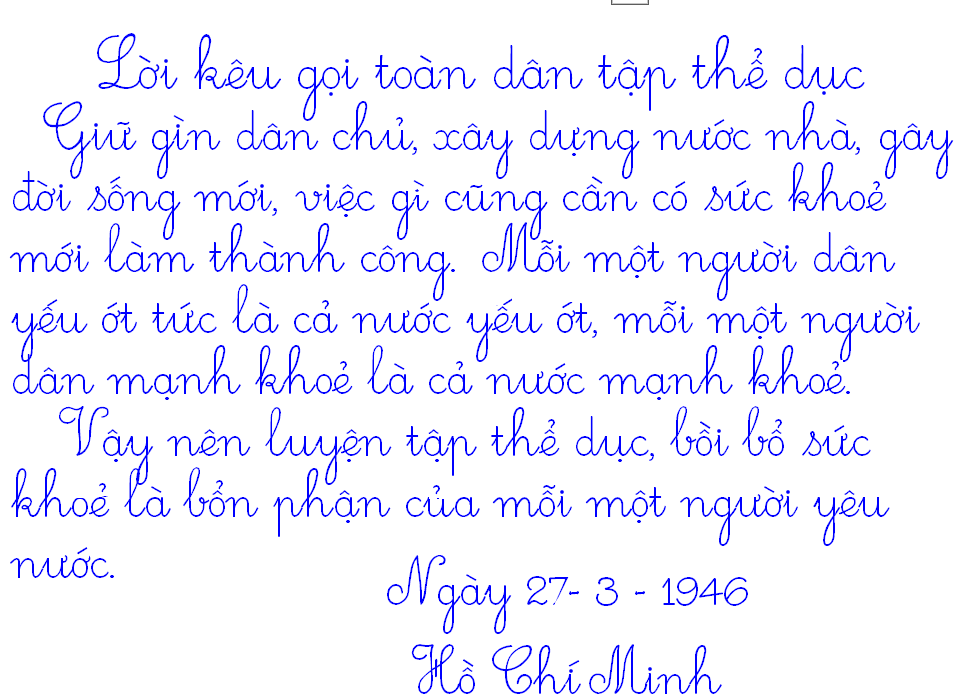 Lời kêu gọi toàn dân tập thể dục
Giữ gìn dân chủ, xây dựng nước nhà, gây
đời sống mới, việc gì cũng cần có sức khoẻ
mới làm thành công. Mỗi một người dân
yếu ớt tức là cả nước yếu ớt, mỗi một người
dân mạnh khoẻ là cả nước mạnh khoẻ.
Vậy nên luyện tập thể dục, bồi bổ sức
khoẻ là bổn phận của mỗi một người yêu
nước.
Ngày 27- 3 - 1946
Hồ Chí Minh